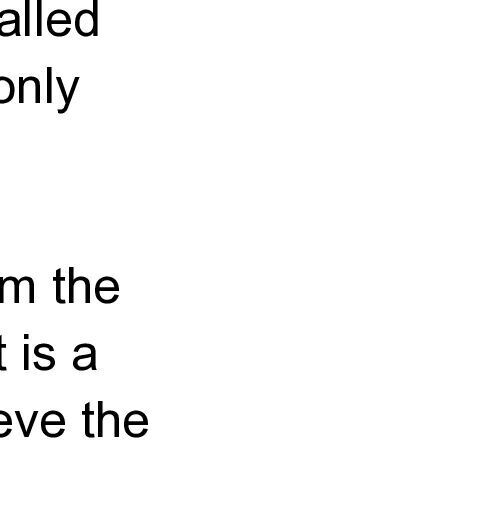 alled
only
m the
t is a
eve the